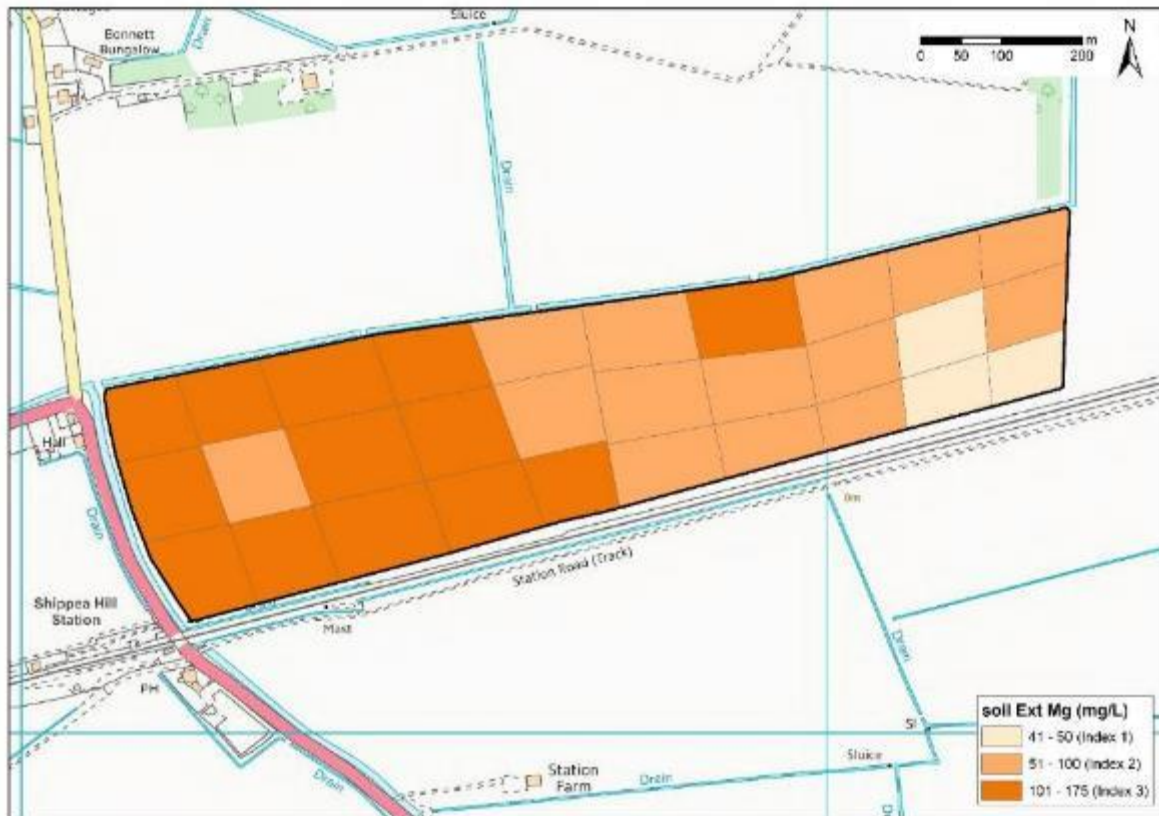 Sluice
Bonnett
Bungalow
Drain
m
0 50 100 200
N
Drain
Hall
Drain
Station Road (Track)
Shippea Hill
Station
Mast
PH
Drain
Drain
Sl
Sluice
Station
Farm
Drain
soil Ext Mg (mg/L)
41 - 50 (Index 1)
51 - 100 (Index 2)
101 - 175 (Index 3)